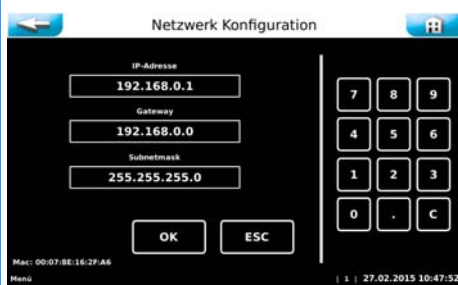 Netzwerk Konfiguration
IP-Adresse
192.168.0.1
Gateway
192.168.0.0
Subnetmask
255.255.255.0
OK ESC
7 8 9
4 5 6
1 2 3
0 . C
Mac: 00:07:8E:16:2F:A6
Menü | 1 | 27.02.2015 10:47:52